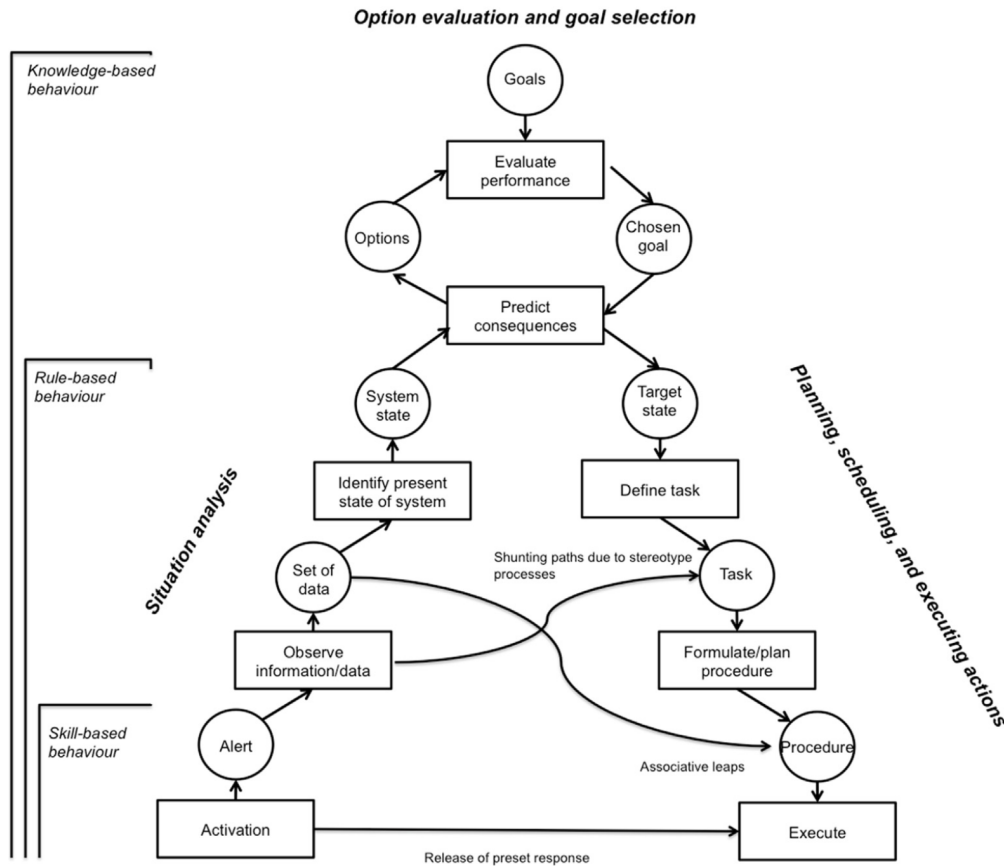 Option evaluation and goal selection
Knowledge-based
behaviour
Goals
Evaluate
performance
Options
Chosen
goal
Predict
consequences
Rule-based
behaviour
System
state
Target
state
Planning, scheduling, and executing actions
Situation analysis
Identify present
state of system
Define task
Shunting paths due to stereotype
processes
Set of
data
Task
Observe
information/data
Formulate/plan
procedure
Skill-based
behaviour
Alert
Procedure
Associative leaps
Activation
Execute
Release of preset response